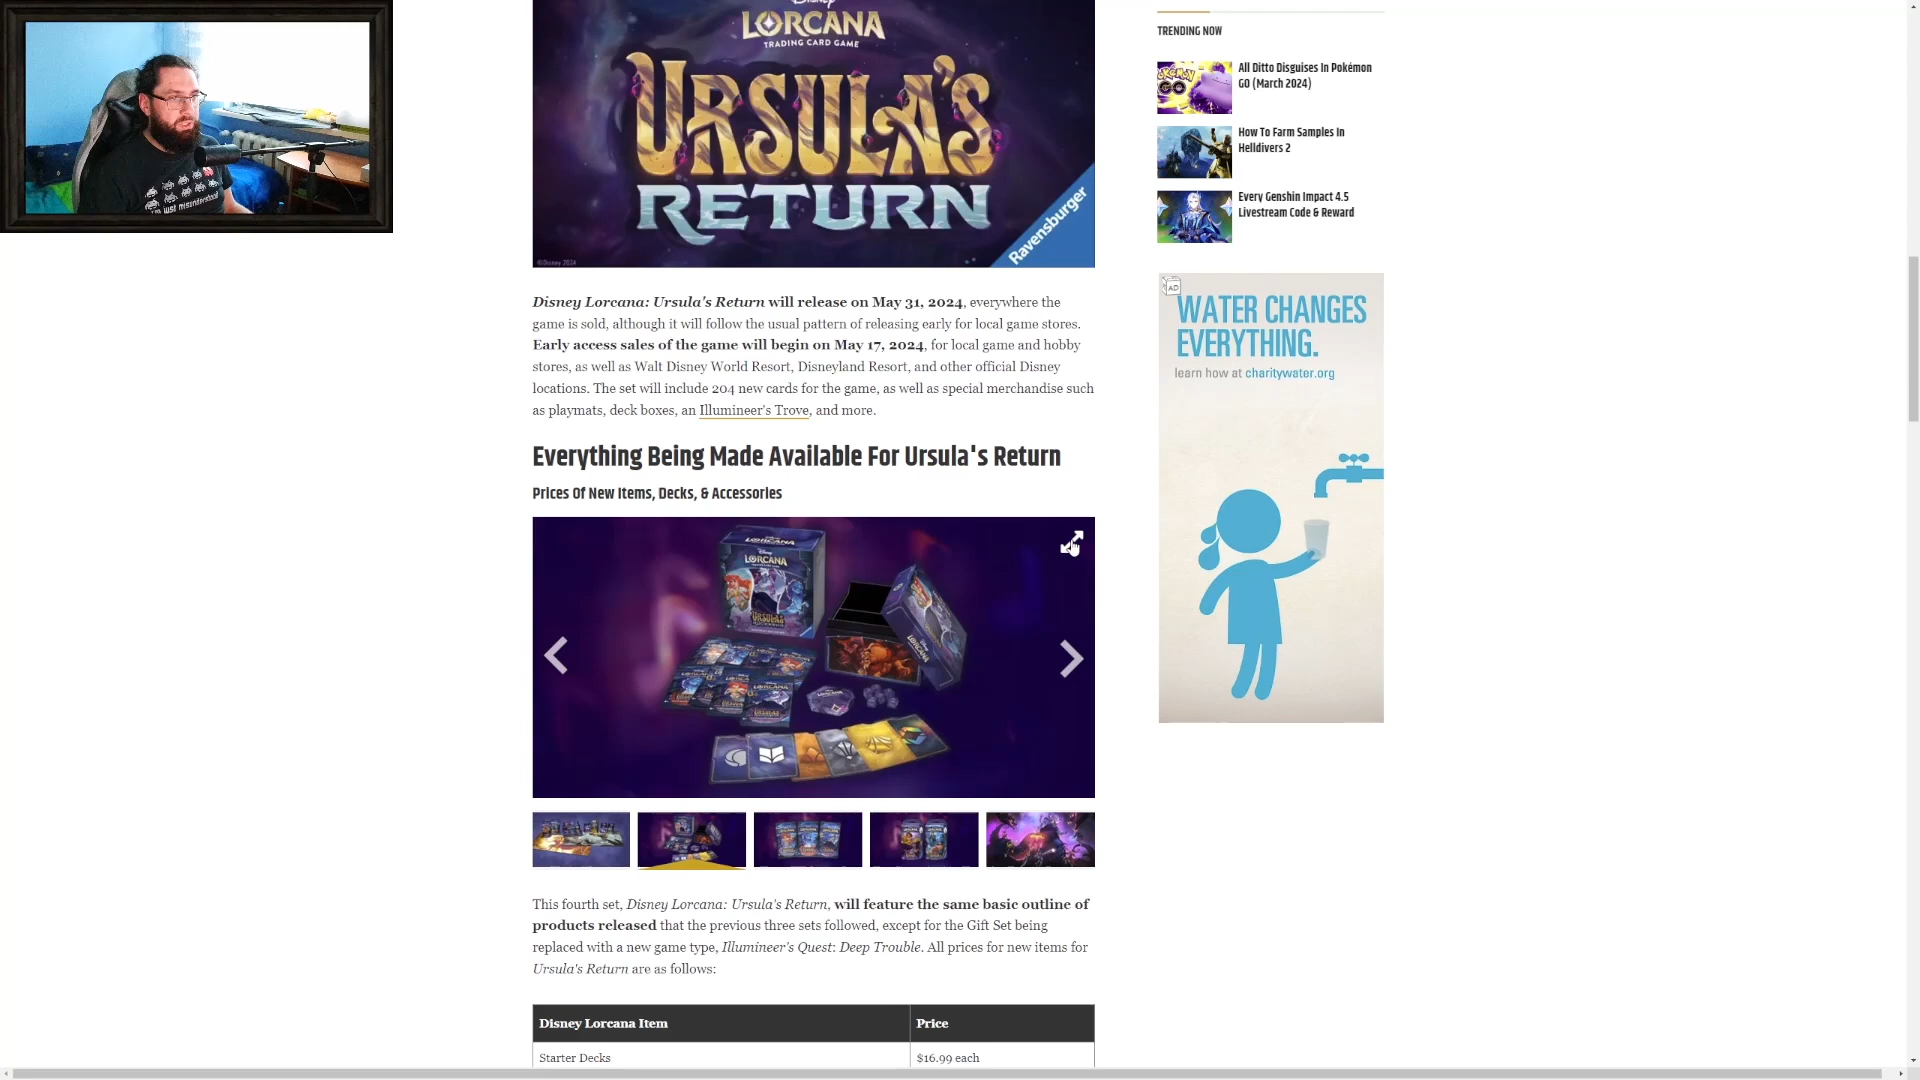 Disney
LORCANA
TRADING CARD GAME
URSULA'S
RETURN
Ravensburger
©Disney 2024
just misunderstood
TRENDING NOW
All Ditto Disguises In Pokémon
GO (March 2024)
How To Farm Samples In
Helldivers 2
Every Genshin Impact 4.5
Livestream Code & Reward
AD
WATER CHANGES
EVERYTHING.
learn how at charitywater.org
Disney Lorcana: Ursula's Return will release on May 31, 2024, everywhere the
game is sold, although it will follow the usual pattern of releasing early for local game stores.
Early access sales of the game will begin on May 17, 2024, for local game and hobby
stores, as well as Walt Disney World Resort, Disneyland Resort, and other official Disney
locations. The set will include 204 new cards for the game, as well as special merchandise such
as playmats, deck boxes, an Illumineer's Trove, and more.
Everything Being Made Available For Ursula's Return
Prices Of New Items, Decks, & Accessories
LORCANA
URSULA'S
LORCANA
This fourth set, Disney Lorcana: Ursula's Return, will feature the same basic outline of
products released that the previous three sets followed, except for the Gift Set being
replaced with a new game type, Illumineer's Quest: Deep Trouble. All prices for new items for
Ursula's Return are as follows:
Disney Lorcana Item Price
Starter Decks $16.99 each